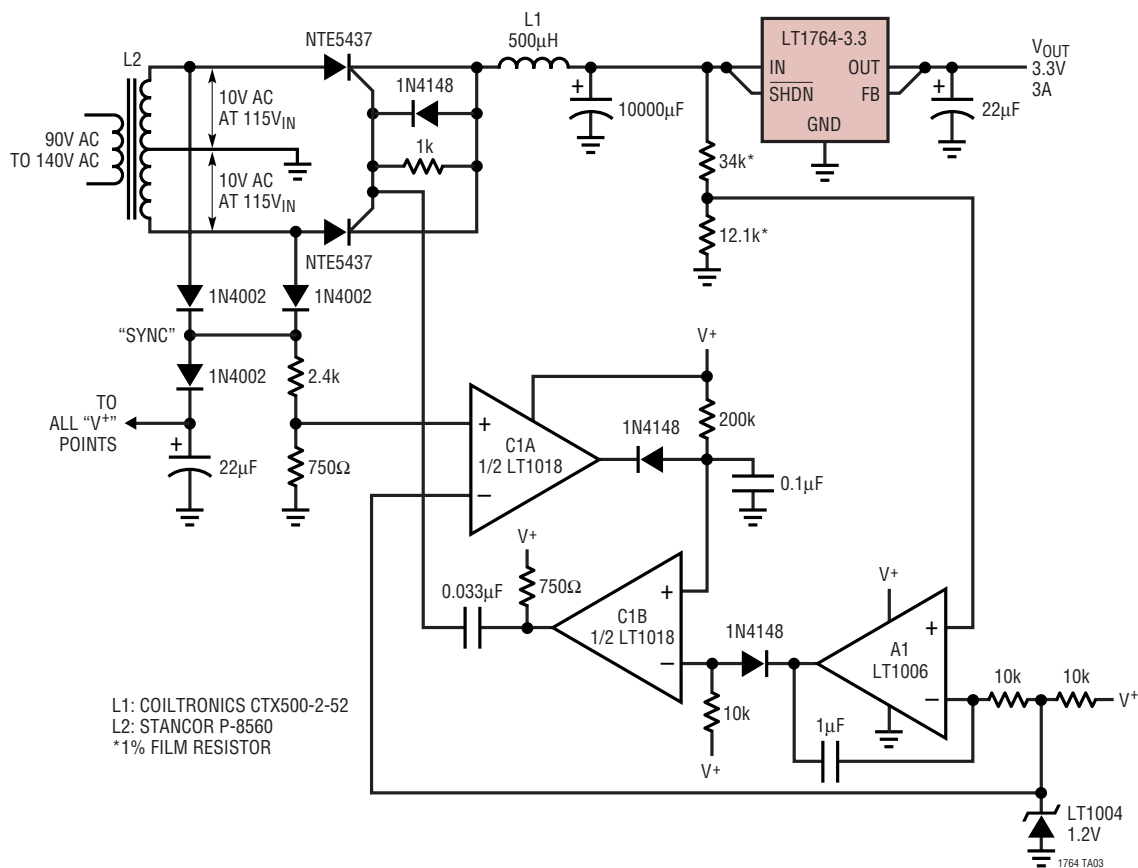 L2
90V AC
TO 140V AC
10V AC
AT 115VIN
10V AC
AT 115VIN
NTE5437
NTE5437
1N4148
1k
L1
500μH
+
10000μF
LT1764-3.3
IN
OUT
SHDN
FB
GND
VOUT
3.3V
3A
+
22μF
34k*
12.1k*
1N4002
1N4002
"SYNC"
1N4002
2.4k
TO
ALL "V+"
POINTS
+
22μF
750Ω
+
C1A
1/2 LT1018
−
V+
200k
1N4148
0.1μF
V+
750Ω
0.033μF
+
C1B
1/2 LT1018
−
1N4148
10k
V+
V+
+
A1
LT1006
−
1μF
10k
10k
V+
LT1004
1.2V
L1: COILTRONICS CTX500-2-52
L2: STANCOR P-8560
*1% FILM RESISTOR
1764 TA03